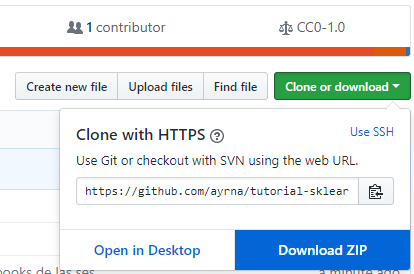 1 contributor
CC0-1.0
Create new file
Upload files
Find file
Clone or download
Clone with HTTPS
Use SSH
Use Git or checkout with SVN using the web URL.
https://github.com/ayrna/tutorial-sklear
Open in Desktop
Download ZIP
books de las ses
a minute ago